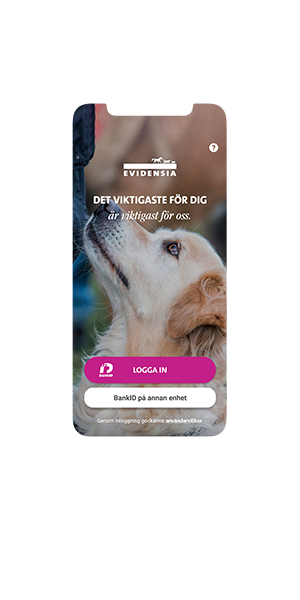 ?
EVIDENSIA
DET VIKTIGASTE FÖR DIG
är viktigast för oss.
BankID
LOGGA IN
BankID på annan enhet
Genom inloggning godkänns användarvillkor